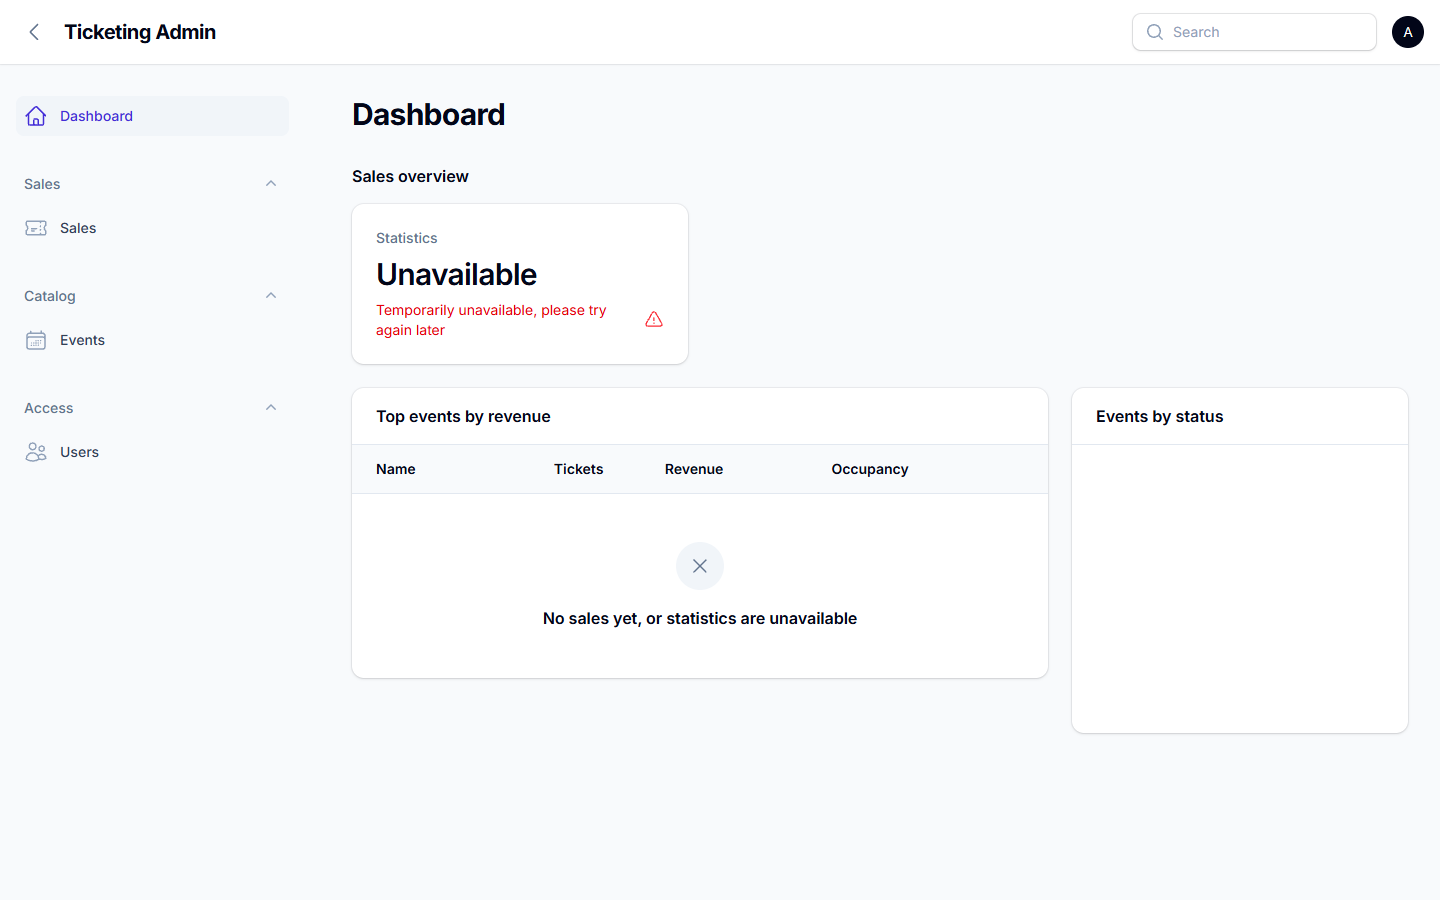 Ticketing Admin
Search
A
Dashboard
Sales
Sales
Catalog
Events
Access
Users
Dashboard
Sales overview
Statistics
Unavailable
Temporarily unavailable, please try
again later
Top events by revenue
Name Tickets Revenue Occupancy
No sales yet, or statistics are unavailable
Events by status